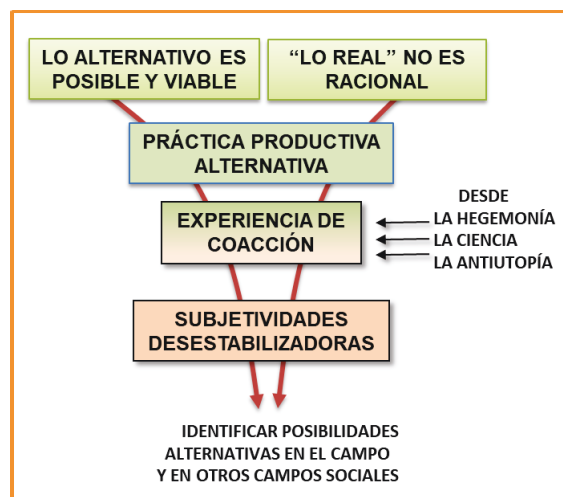 LO ALTERNATIVO ES
POSIBLE Y VIABLE
“LO REAL” NO ES
RACIONAL
PRÁCTICA PRODUCTIVA
ALTERNATIVA
EXPERIENCIA DE
COACCIÓN
DESDE
LA HEGEMONÍA
LA CIENCIA
LA ANTIUTOPÍA
SUBJETIVIDADES
DESESTABILIZADORAS
IDENTIFICAR POSIBILIDADES
ALTERNATIVAS EN EL CAMPO
Y EN OTROS CAMPOS SOCIALES